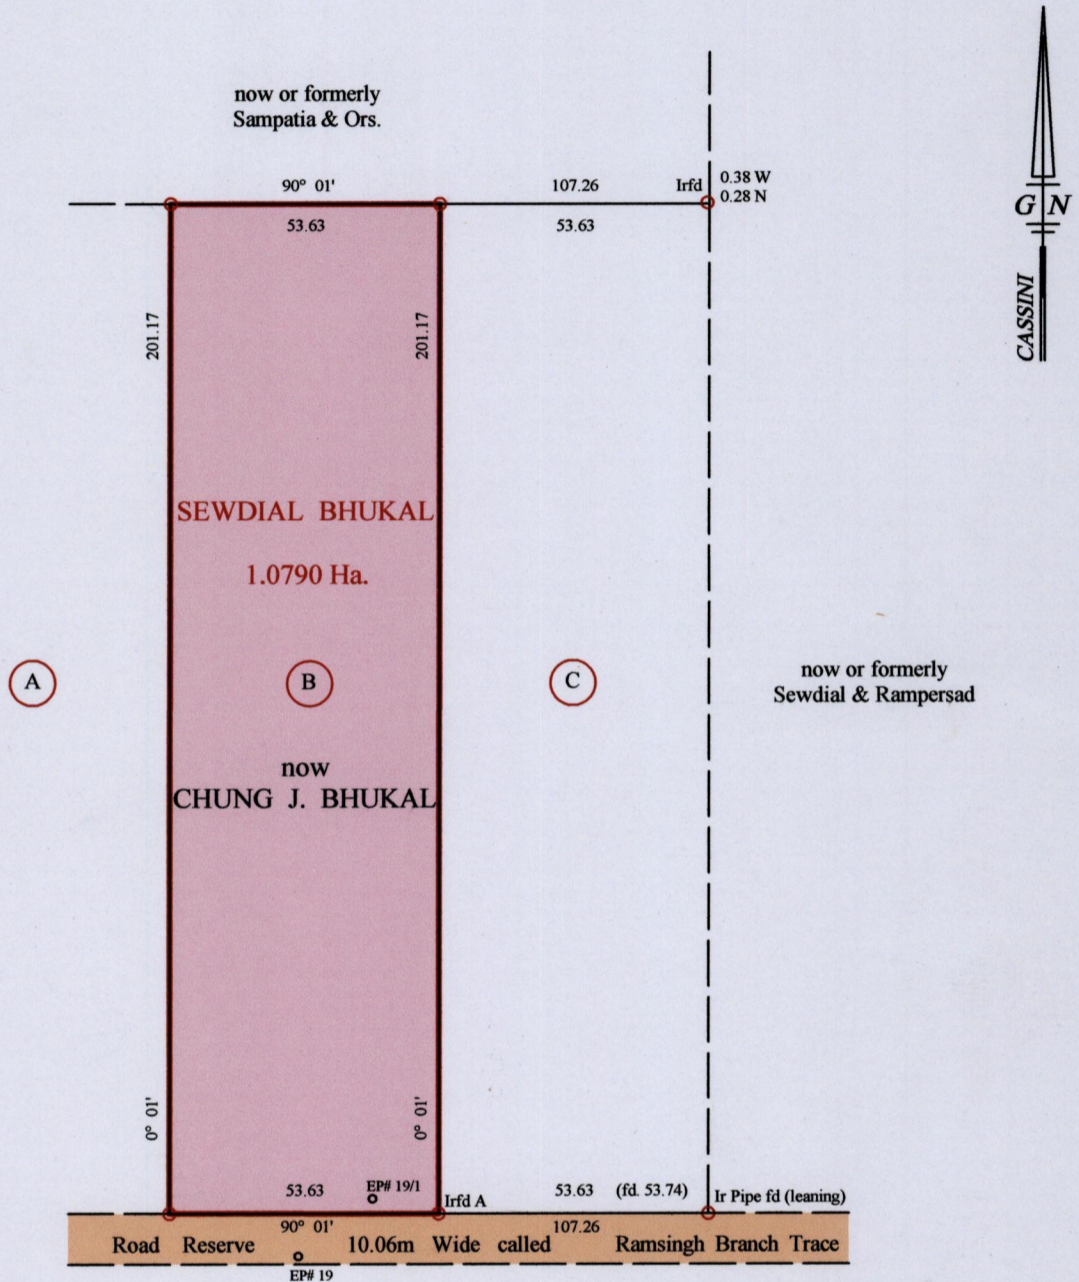 now or formerly
Sampatia & Ors.
90° 01'
107.26
Irfd
0.38 W
0.28 N
53.63
53.63
G N
CASSINI
201.17
201.17
SEWDIAL BHUKAL
1.0790 Ha.
A
B
C
now or formerly
Sewdial & Rampersad
now
CHUNG J. BHUKAL
0° 01'
0° 01'
53.63
EP# 19/1
Irfd A
53.63 (fd. 53.74)
Ir Pipe fd (leaning)
90° 01'
107.26
Road Reserve 10.06m Wide called Ramsingh Branch Trace
EP# 19